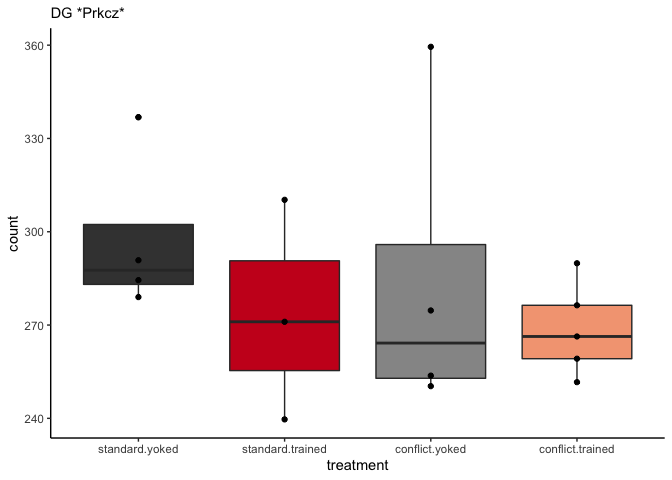 DG *Prkcz*
360
330
300
270
240
count
standard.yoked
standard.trained
conflict.yoked
conflict.trained
treatment